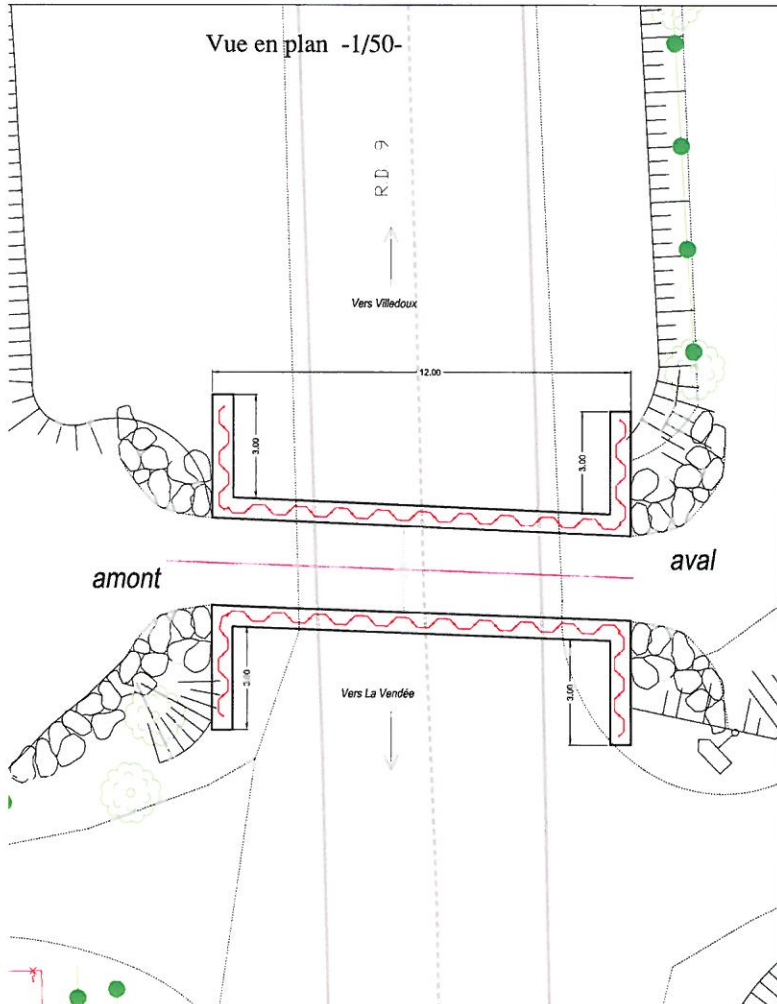 Vue en plan -1/50-
RD 9
Vers Villedoux
12.00
3.00
3.00
amont
aval
3.00
3.00
Vers La Vendée